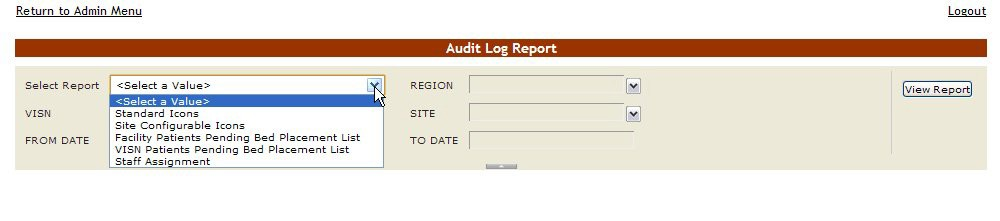 Return to Admin Menu Logout
Audit Log Report
Select Report <Select a Value> REGION View Report
<Select a Value>
VISN Standard Icons SITE
Site Configurable Icons
FROM DATE Facility Patients Pending Bed Placement List TO DATE
VISN Patients Pending Bed Placement List
Staff Assignment